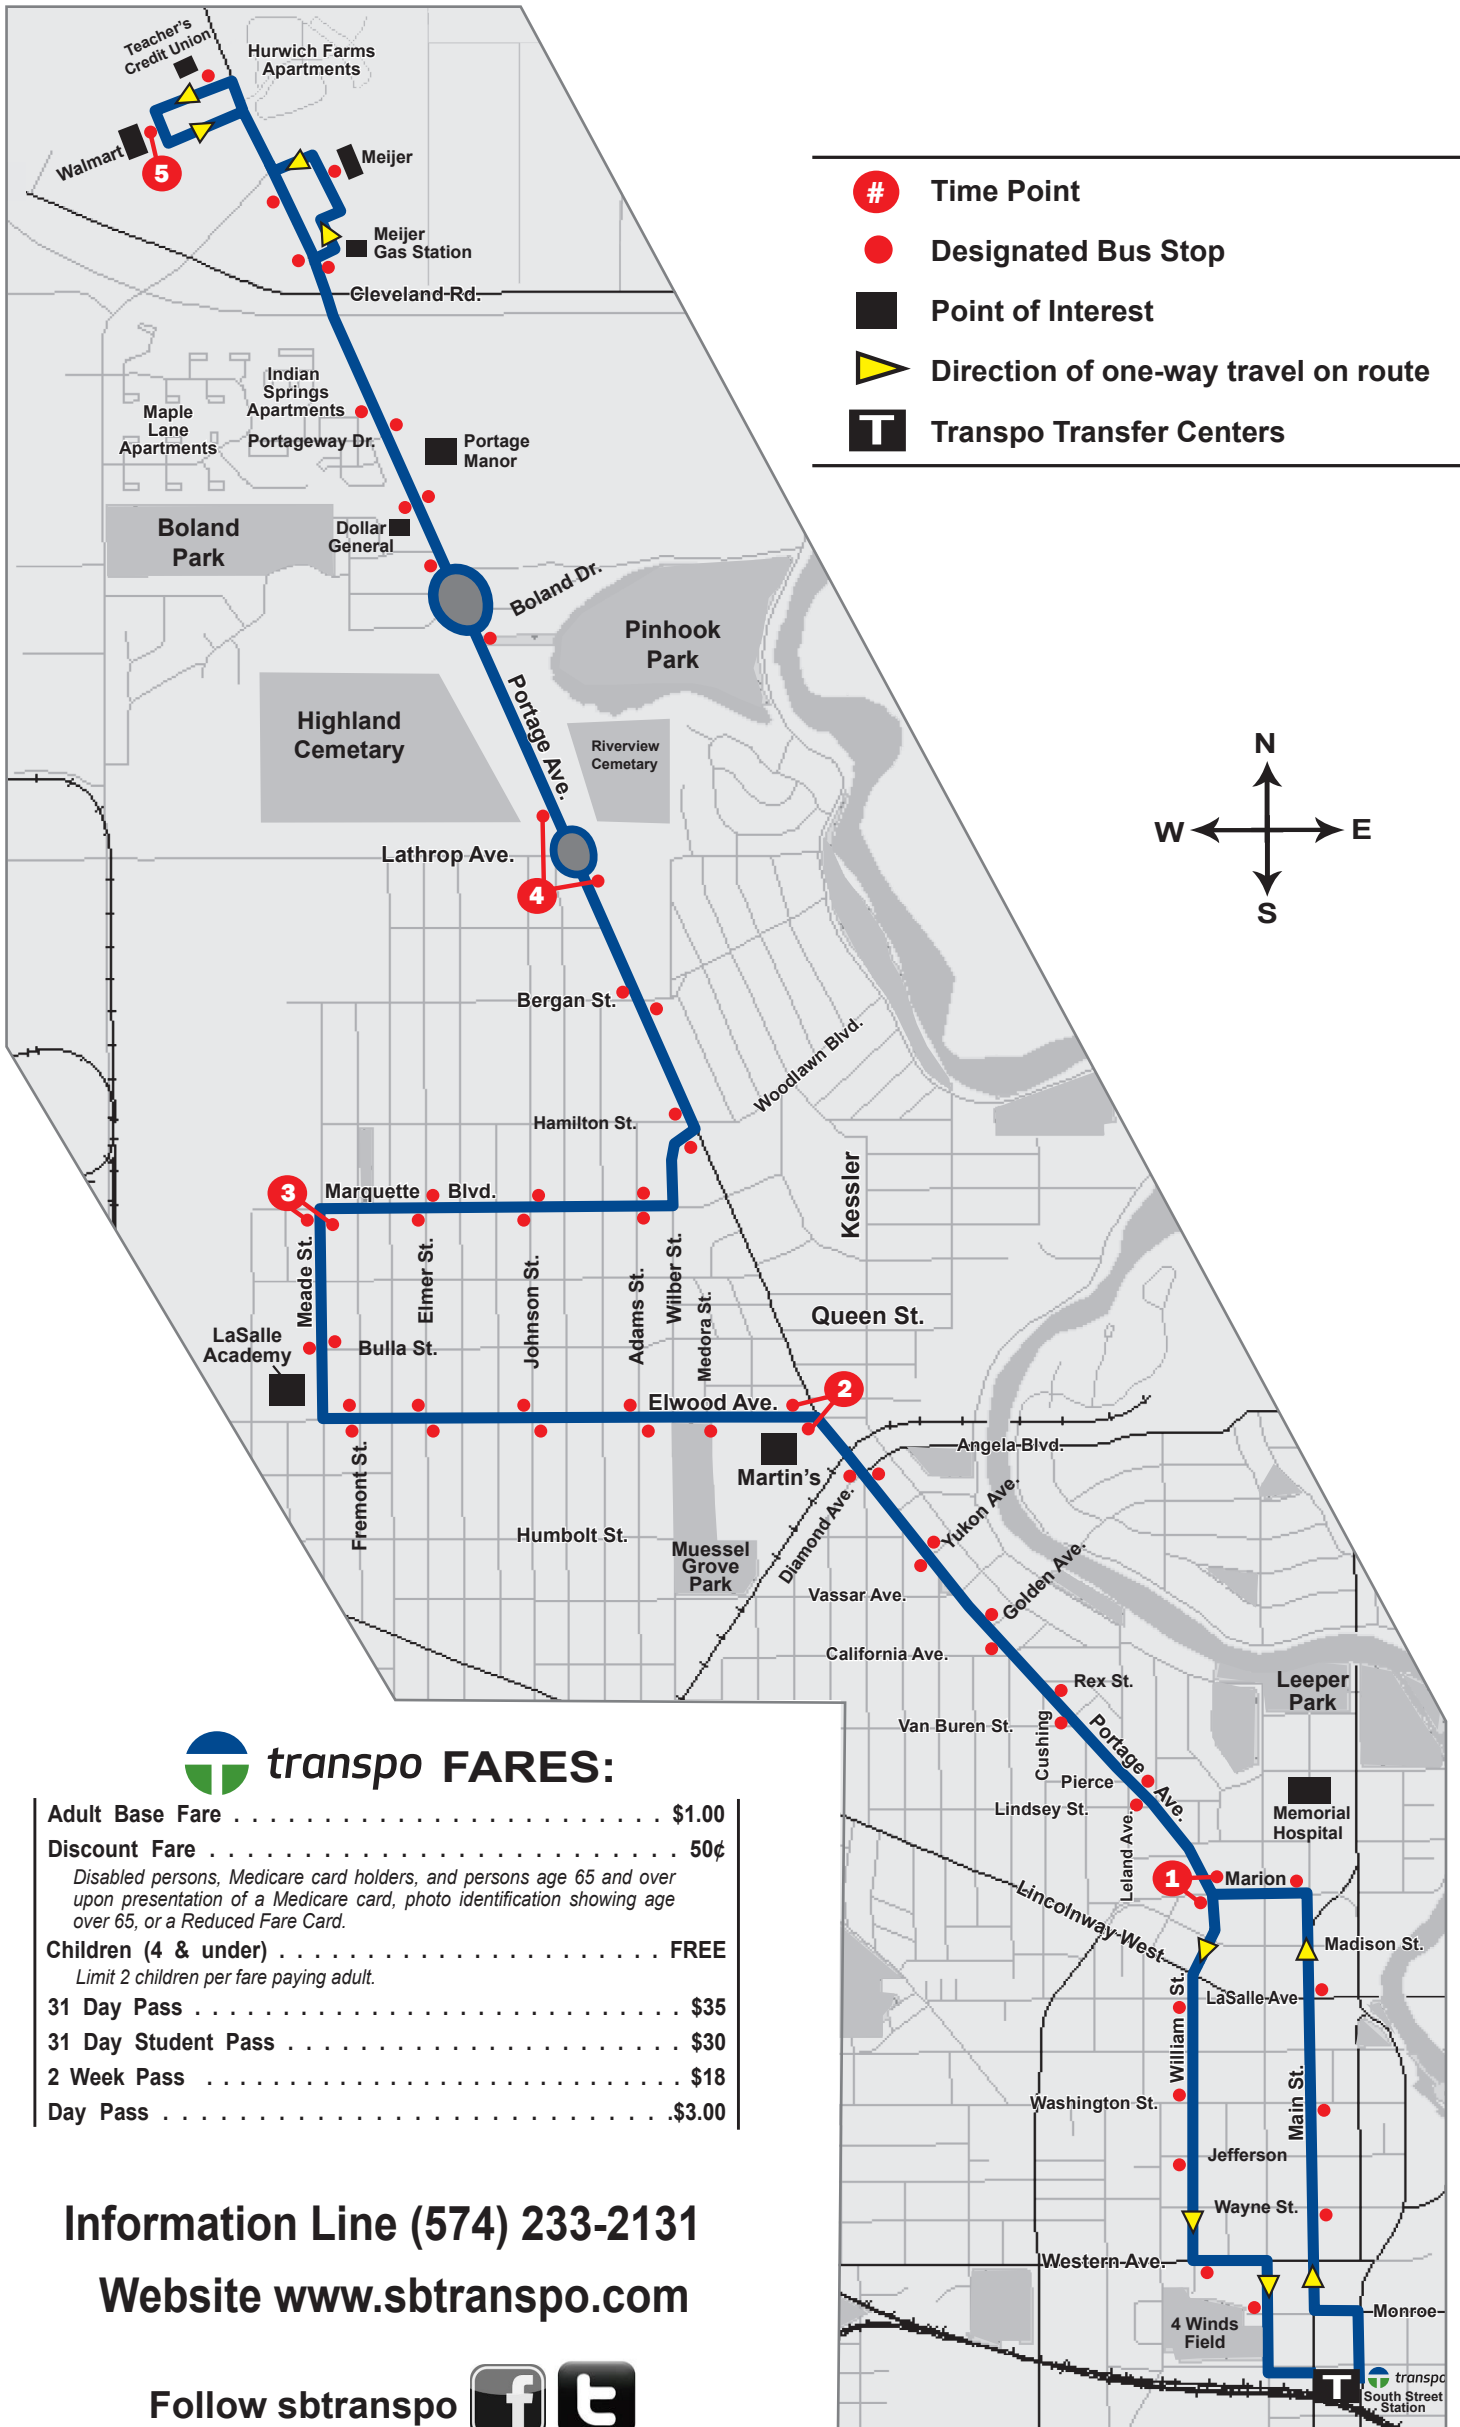 Teacher's
Credit Union
Hurwich Farms
Apartments
Walmart
5
Meijer
Meijer
Gas Station
Cleveland Rd.
# Time Point
Designated Bus Stop
Point of Interest
Direction of one-way travel on route
T Transpo Transfer Centers
Indian
Springs
Apartments
Maple
Lane
Apartments
Portageway Dr.
Portage
Manor
Boland
Park
Dollar
General
Boland Dr.
Pinhook
Park
Portage Ave.
Highland
Cemetary
Riverview
Cemetary
N
W
E
S
Lathrop Ave.
4
Bergan St.
Woodlawn Blvd.
Hamilton St.
Kessler
3
Marquette Blvd.
Meade St.
Elmer St.
Johnson St.
Adams St.
Wilber St.
Medora St.
Queen St.
LaSalle
Academy
Bulla St.
2
Elwood Ave.
Martin's
Angela Blvd.
Fremont St.
Diamond Ave.
Yukon Ave.
Humbolt St.
Muessel
Grove
Park
Vassar Ave.
Golden Ave.
California Ave.
Rex St.
Leeper
Park
Van Buren St.
Cushing
Portage Ave.
Pierce
Lindsey St.
Leland Ave.
Memorial
Hospital
1
Marion
Lincolnway West
Madison St.
William St.
LaSalle Ave
Main St.
Washington St.
Jefferson
Wayne St.
Western Ave.
4 Winds
Field
Monroe
T
transpo
South Street
Station
transpo FARES:
Adult Base Fare . . . . . . . . . . . . . . . . . . . . . . . . $1.00
Discount Fare . . . . . . . . . . . . . . . . . . . . . . . . . . 50¢
Disabled persons, Medicare card holders, and persons age 65 and over
upon presentation of a Medicare card, photo identification showing age
over 65, or a Reduced Fare Card.
Children (4 & under) . . . . . . . . . . . . . . . . . . . . . . FREE
Limit 2 children per fare paying adult.
31 Day Pass . . . . . . . . . . . . . . . . . . . . . . . . . . . $35
31 Day Student Pass . . . . . . . . . . . . . . . . . . . . . . $30
2 Week Pass . . . . . . . . . . . . . . . . . . . . . . . . . . $18
Day Pass . . . . . . . . . . . . . . . . . . . . . . . . . . . .$3.00
Information Line (574) 233-2131
Website www.sbtranspo.com
Follow sbtranspo f t